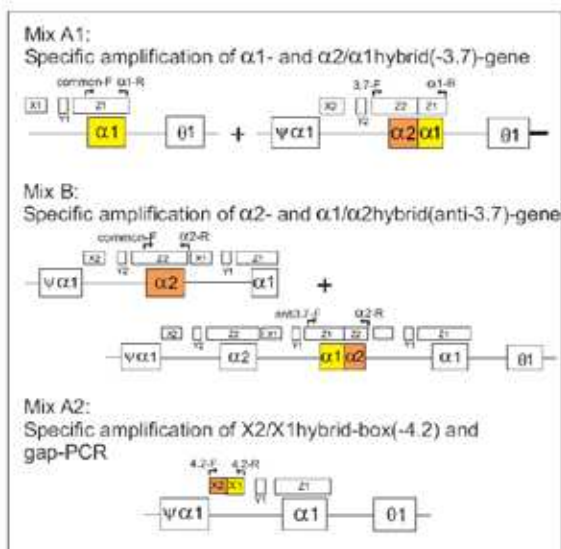 Mix A1:
Specific amplification of α1- and α2/α1hybrid(-3.7)-gene
common-F α1-R 3.7-F α1-R
X1 Y1 Z1 X2 Y2 Z2 Z1
α1 θ1 + ψα1 α2 α1 θ1
Mix B:
Specific amplification of α2- and α1/α2hybrid(anti-3.7)-gene
common-F α2-R
X2 Y2 Z2 X1 Y1 Z1
ψα1 α2 α1 +
anti3.7-F α2-R
X2 Y2 Z2 X1 Y1 Z1 Z2 Y1 Z1
ψα1 α2 α1 α2 α1 θ1
Mix A2:
Specific amplification of X2/X1hybrid-box(-4.2) and
gap-PCR
4.2-F 4.2-R
X2 X1 Y1 Z1
ψα1 α1 θ1